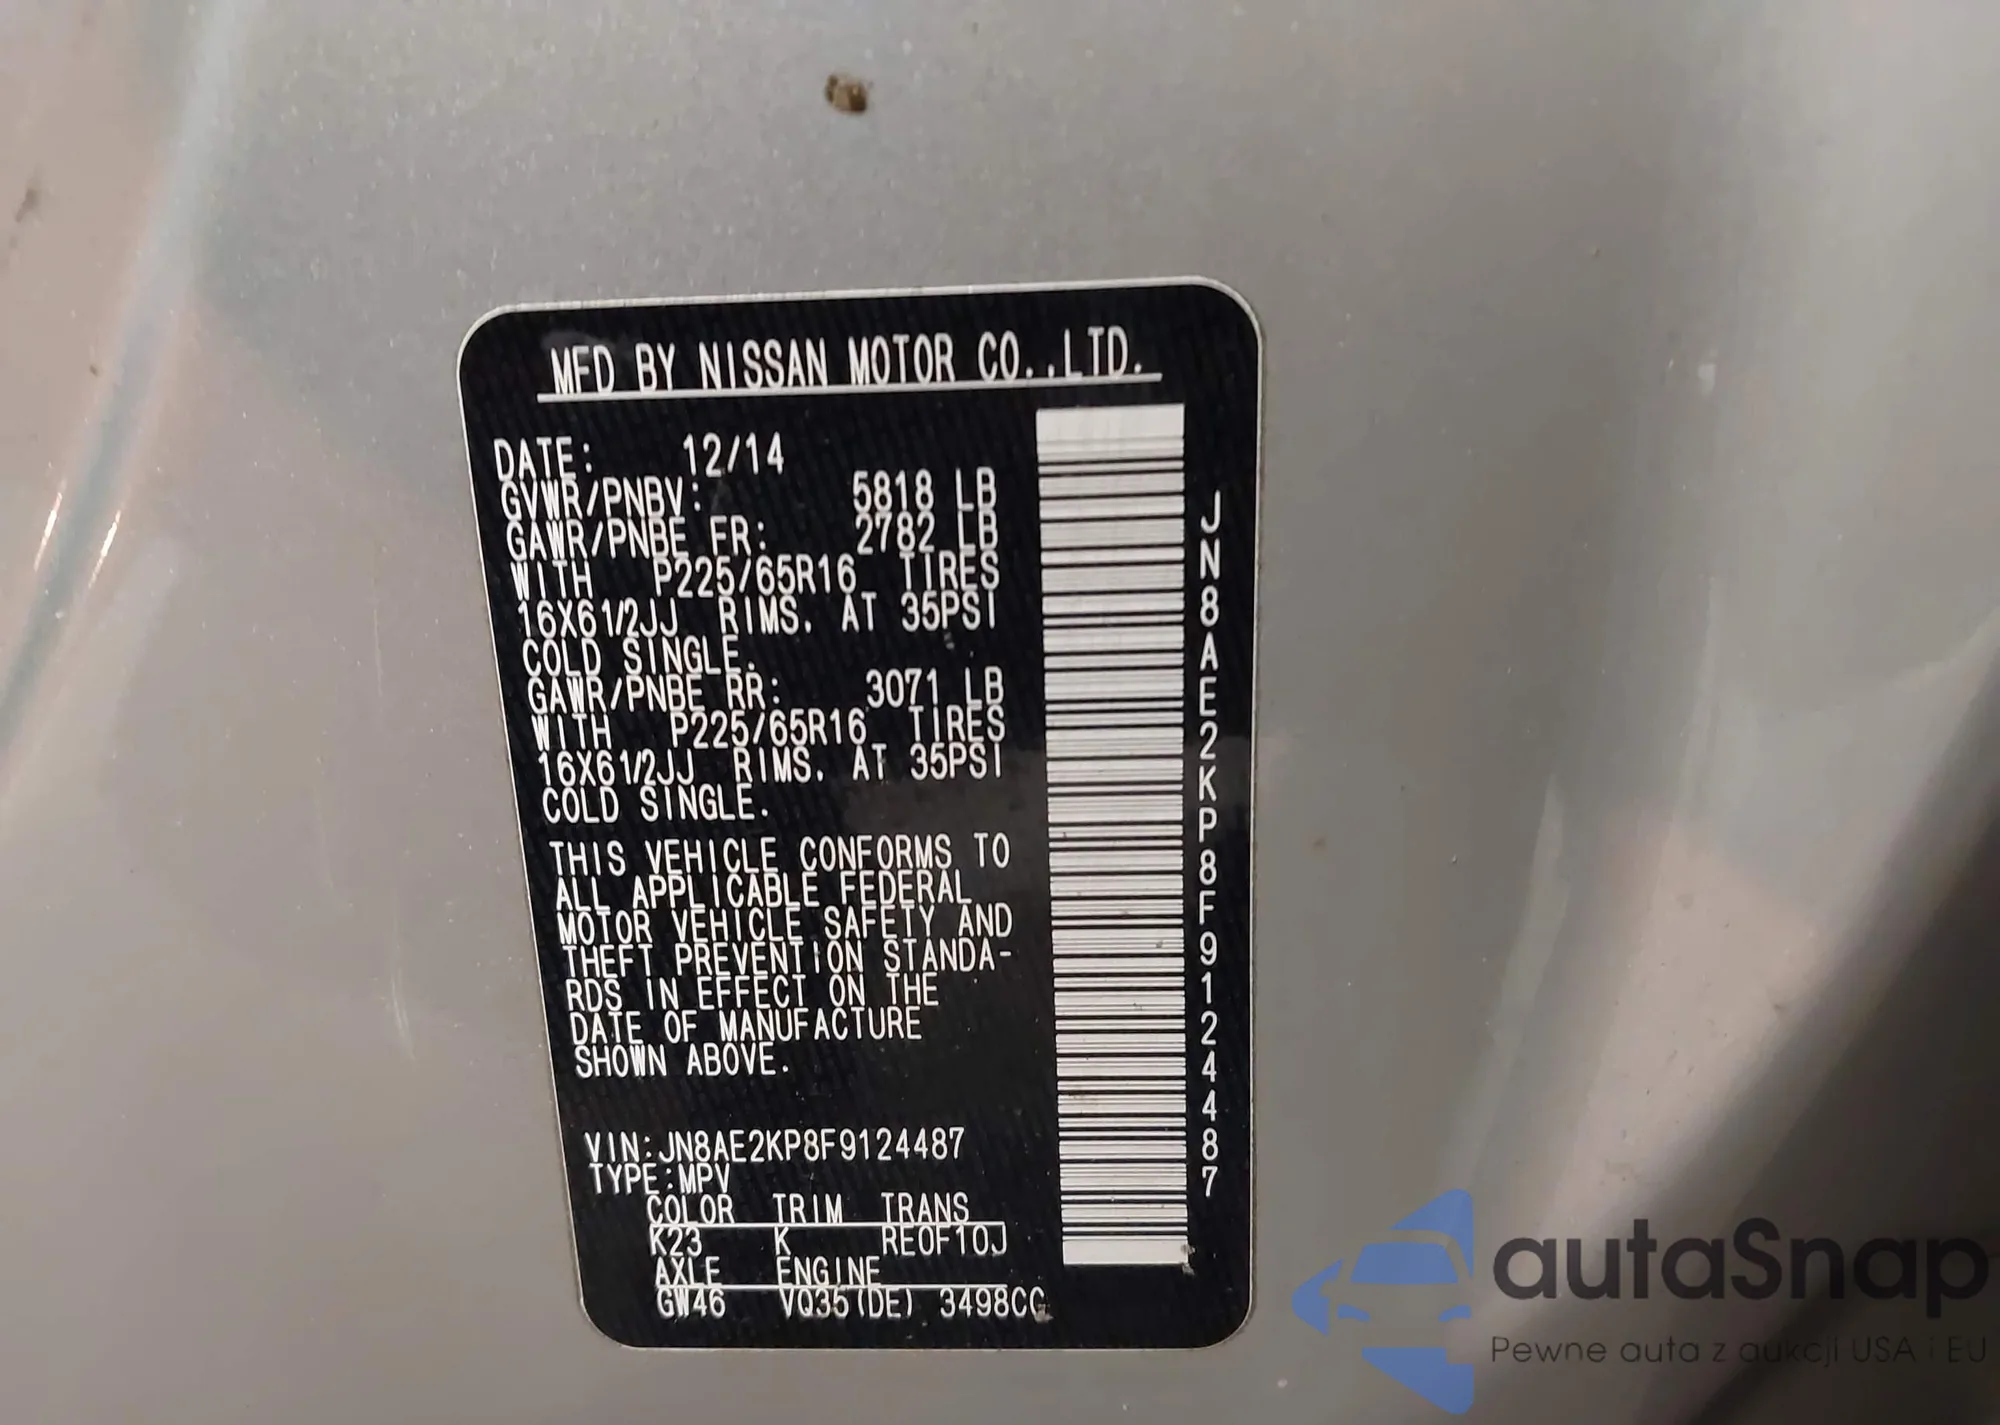 MFD BY NISSAN MOTOR CO.,LTD.
DATE: 12/14
GVWR/PNBV: 5818 LB
GAWR/PNBE FR: 2782 LB
WITH P225/65R16 TIRES
16X61/2JJ RIMS. AT 35PSI
COLD SINGLE.
GAWR/PNBE RR: 3071 LB
WITH P225/65R16 TIRES
16X61/2JJ RIMS. AT 35PSI
COLD SINGLE.
THIS VEHICLE CONFORMS TO
ALL APPLICABLE FEDERAL
MOTOR VEHICLE SAFETY AND
THEFT PREVENTION STANDA-
RDS IN EFFECT ON THE
DATE OF MANUFACTURE
SHOWN ABOVE.
VIN:JN8AE2KP8F9124487
TYPE:MPV
COLOR TRIM TRANS
K23 K RE0F10J
AXLE ENGINE
GW46 VQ35(DE) 3498CC
JN8AE2KP8F9124487
autaSnap
Pewne auta z aukcji USA i EU